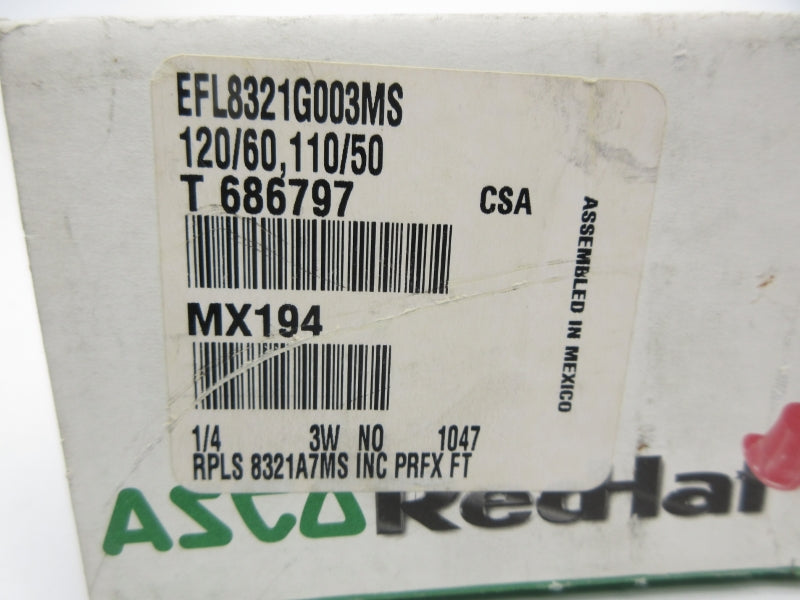 EFL8321G003MS
120/60,110/50
T 686797 CSA
ASSEMBLED IN MEXICO
MX194
1/4 3W NO 1047
RPLS 8321A7MS INC PRFX FT
ASCO RedHat